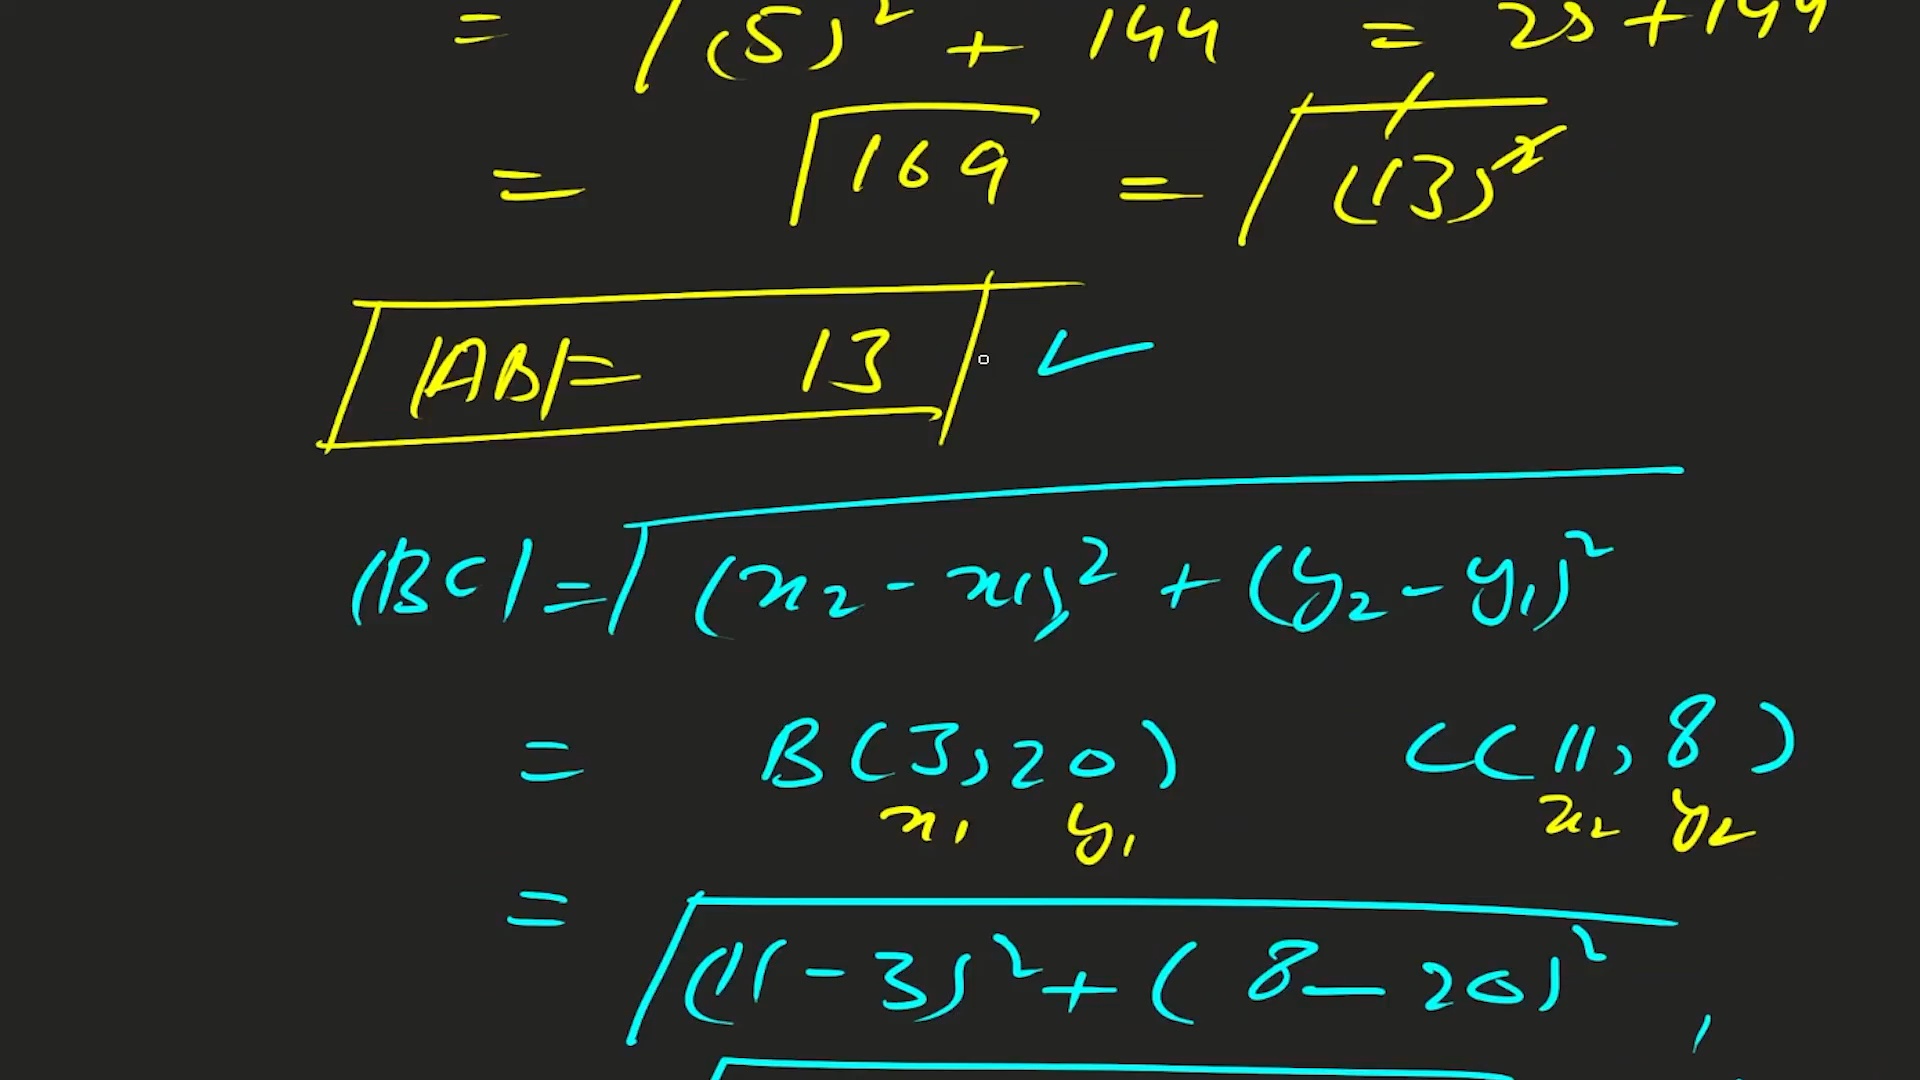 = √(5)² + 144 = 25 + 144
= √169 = √(13)²
|AB| = 13 ✓
|BC| = √(x₂ - x₁)² + (y₂ - y₁)²
= B(3, 20) C(11, 8)
x₁ y₁ x₂ y₂
= √(11 - 3)² + (8 - 20)² ,